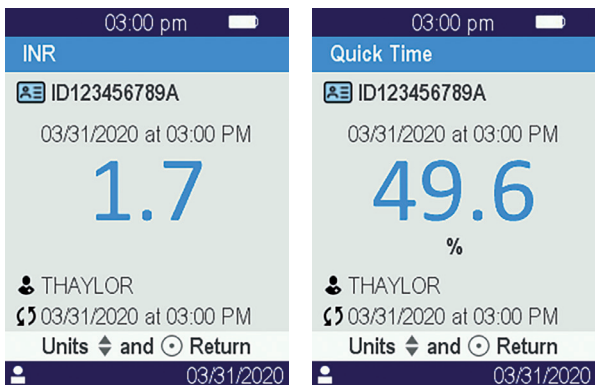 03:00 pm
INR
ID123456789A
03/31/2020 at 03:00 PM
1.7
THAYLOR
03/31/2020 at 03:00 PM
Units and Return
03/31/2020
03:00 pm
Quick Time
ID123456789A
03/31/2020 at 03:00 PM
49.6
%
THAYLOR
03/31/2020 at 03:00 PM
Units and Return
03/31/2020